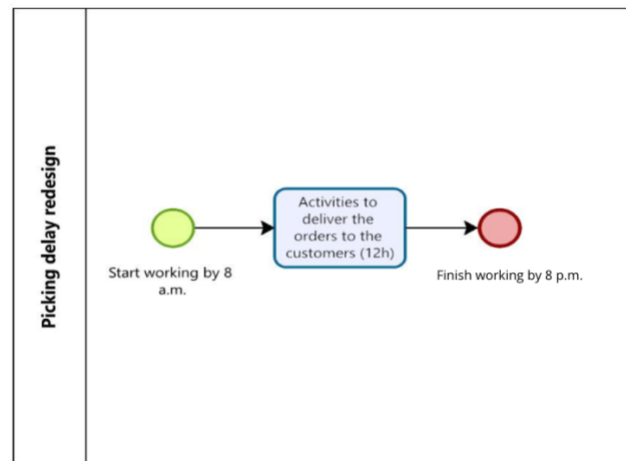 Picking delay redesign
Activities to
deliver the
orders to the
customers (12h)
Start working by 8
a.m.
Finish working by 8 p.m.